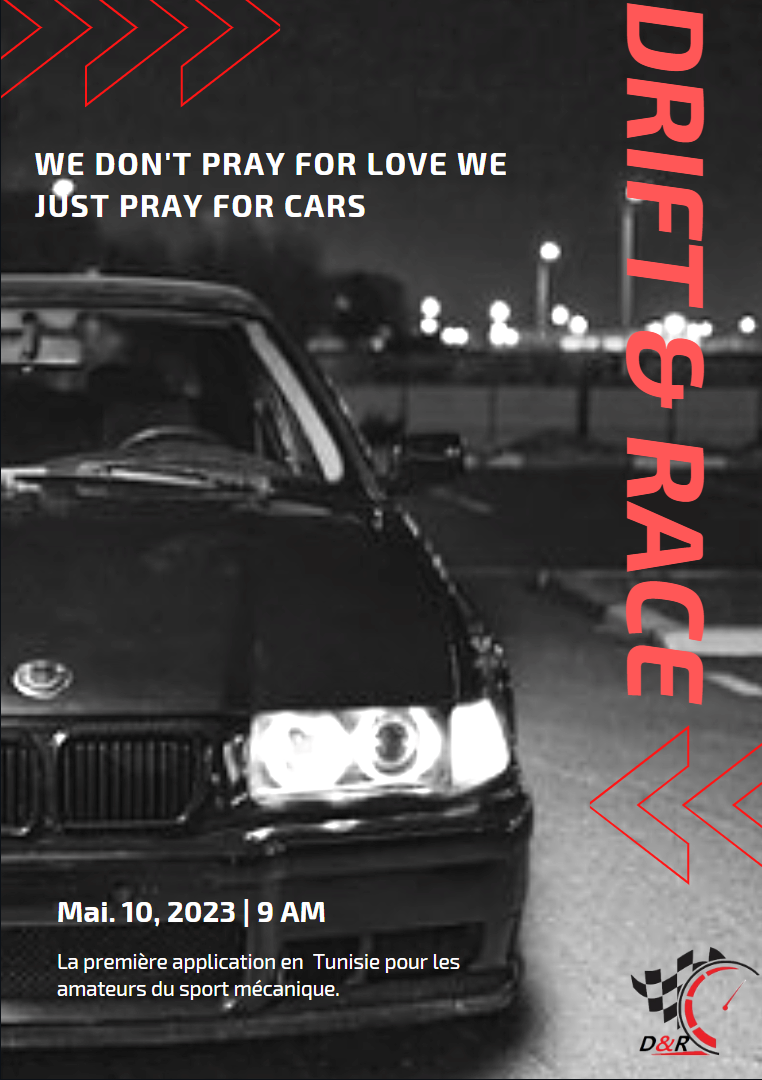 DRIFT & RACE
WE DON'T PRAY FOR LOVE WE
JUST PRAY FOR CARS
Mai. 10, 2023 | 9 AM
La première application en  Tunisie pour les
amateurs du sport mécanique.
D&R